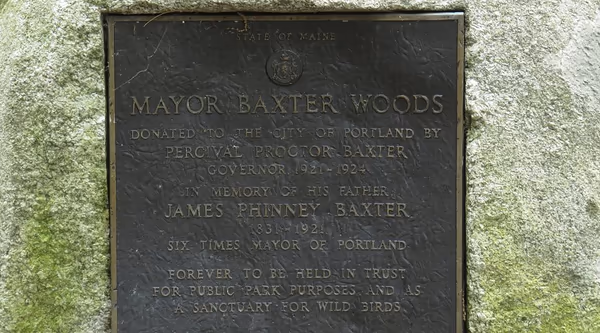 STATE OF MAINE
MAYOR BAXTER WOODS
DONATED TO THE CITY OF PORTLAND BY
PERCIVAL PROCTOR BAXTER
GOVERNOR 1921-1924
IN MEMORY OF HIS FATHER
JAMES PHINNEY BAXTER
1831-1921
SIX TIMES MAYOR OF PORTLAND
FOREVER TO BE HELD IN TRUST
FOR PUBLIC PARK PURPOSES AND AS
A SANCTUARY FOR WILD BIRDS